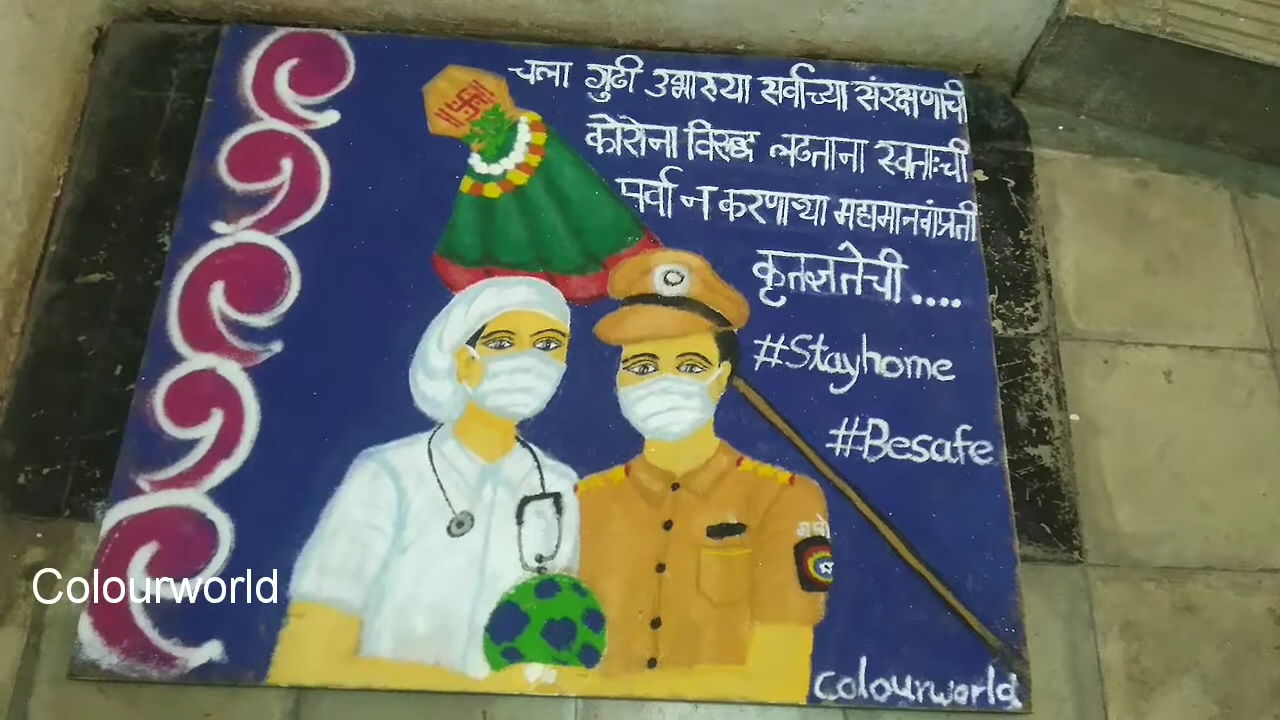 चला गुढी उभारुया सर्वांच्या संरक्षणाची
कोरोना विरुद्ध लढताना स्वतःची
पर्वा न करणाऱ्या महामानवांप्रती
कृतज्ञतेची....
#Stayhome
#Besafe
Colourworld
colourworld